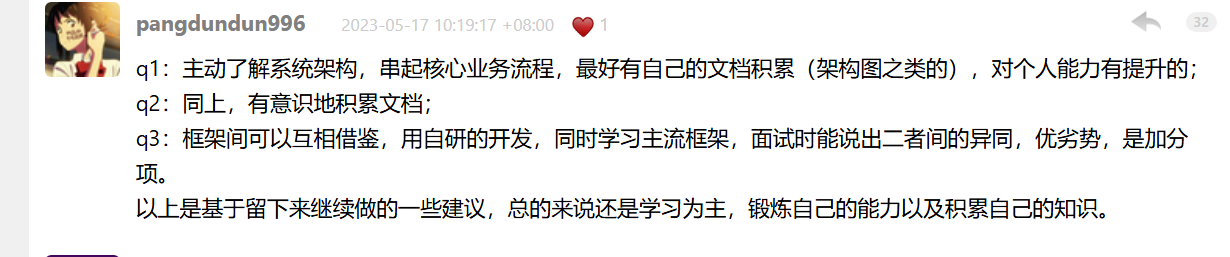 pangdundun996 2023-05-17 10:19:17 +08:00 1 32
q1：主动了解系统架构，串起核心业务流程，最好有自己的文档积累（架构图之类的），对个人能力有提升的；
q2：同上，有意识地积累文档；
q3：框架间可以互相借鉴，用自研的开发，同时学习主流框架，面试时能说出二者间的异同，优劣势，是加分
项。
以上是基于留下来继续做的一些建议，总的来说还是学习为主，锻炼自己的能力以及积累自己的知识。